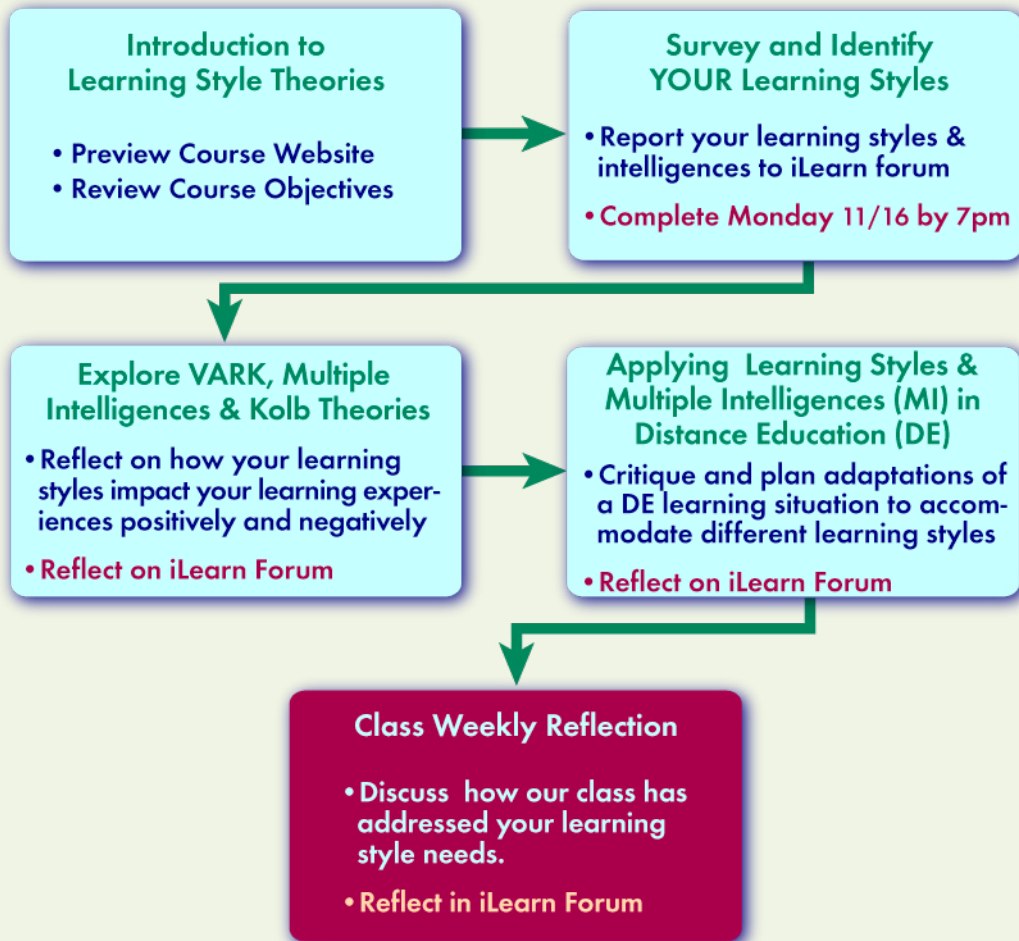 Introduction to
Learning Style Theories
• Preview Course Website
• Review Course Objectives
Survey and Identify
YOUR Learning Styles
• Report your learning styles &
intelligences to iLearn forum
• Complete Monday 11/16 by 7pm
Explore VARK, Multiple
Intelligences & Kolb Theories
• Reflect on how your learning
styles impact your learning exper-
iences positively and negatively
• Reflect on iLearn Forum
Applying Learning Styles &
Multiple Intelligences (MI) in
Distance Education (DE)
• Critique and plan adaptations of
a DE learning situation to accom-
modate different learning styles
• Reflect on iLearn Forum
Class Weekly Reflection
• Discuss how our class has
addressed your learning
style needs.
• Reflect in iLearn Forum